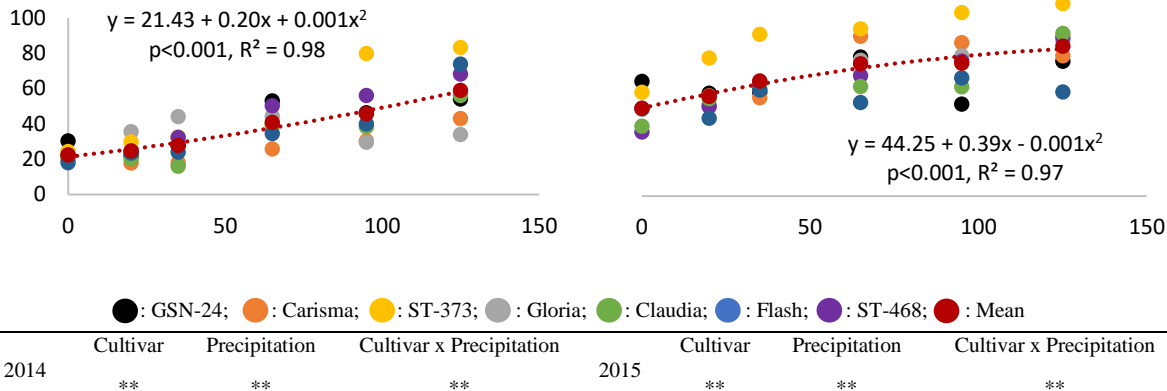 100
80
60
40
20
0
y = 21.43 + 0.20x + 0.001x²
p<0.001, R² = 0.98
0 50 100 150
y = 44.25 + 0.39x - 0.001x²
p<0.001, R² = 0.97
0 50 100 150
: GSN-24; : Carisma; : ST-373; : Gloria; : Claudia; : Flash; : ST-468; : Mean
2014 Cultivar Precipitation Cultivar x Precipitation 2015 Cultivar Precipitation Cultivar x Precipitation
** ** ** ** ** **